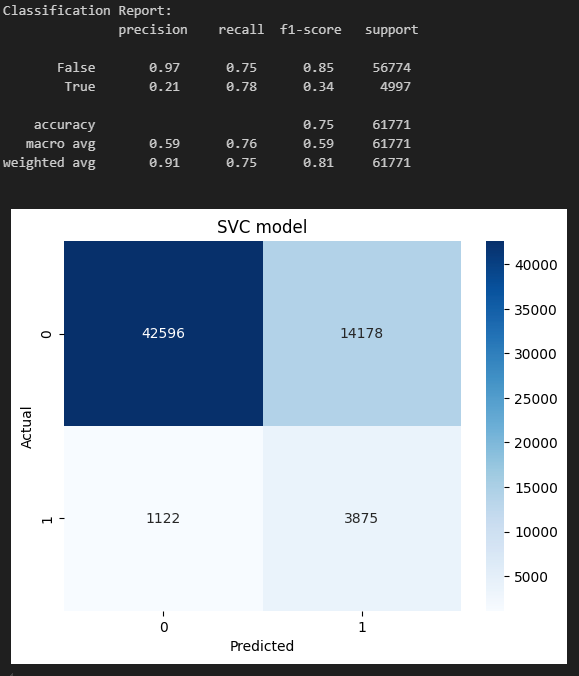 Classification Report:
precision recall f1-score support
False 0.97 0.75 0.85 56774
True 0.21 0.78 0.34 4997
accuracy 0.75 61771
macro avg 0.59 0.76 0.59 61771
weighted avg 0.91 0.75 0.81 61771
SVC model
42596 14178
1122 3875
0
1
Actual
0 1
Predicted
40000
35000
30000
25000
20000
15000
10000
5000